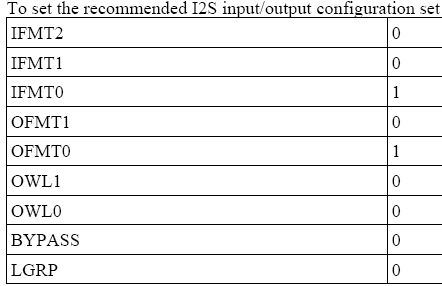 To set the recommended I2S input/output configuration set
IFMT2 0
IFMT1 0
IFMT0 1
OFMT1 0
OFMT0 1
OWL1 0
OWL0 0
BYPASS 0
LGRP 0